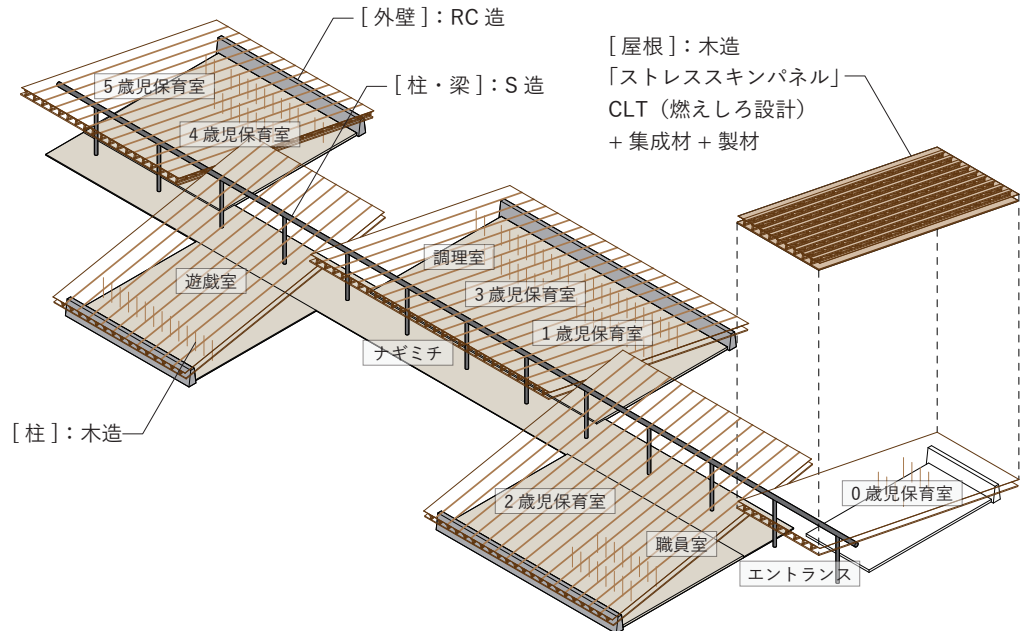 [ 外壁 ]：RC 造
[ 柱・梁 ]：S 造
[ 屋根 ]：木造
「ストレススキンパネル」
CLT（燃えしろ設計）
+ 集成材 + 製材
5 歳児保育室
4 歳児保育室
遊戯室
調理室
3 歳児保育室
1 歳児保育室
ナギミチ
[ 柱 ]：木造
2 歳児保育室
職員室
0 歳児保育室
エントランス